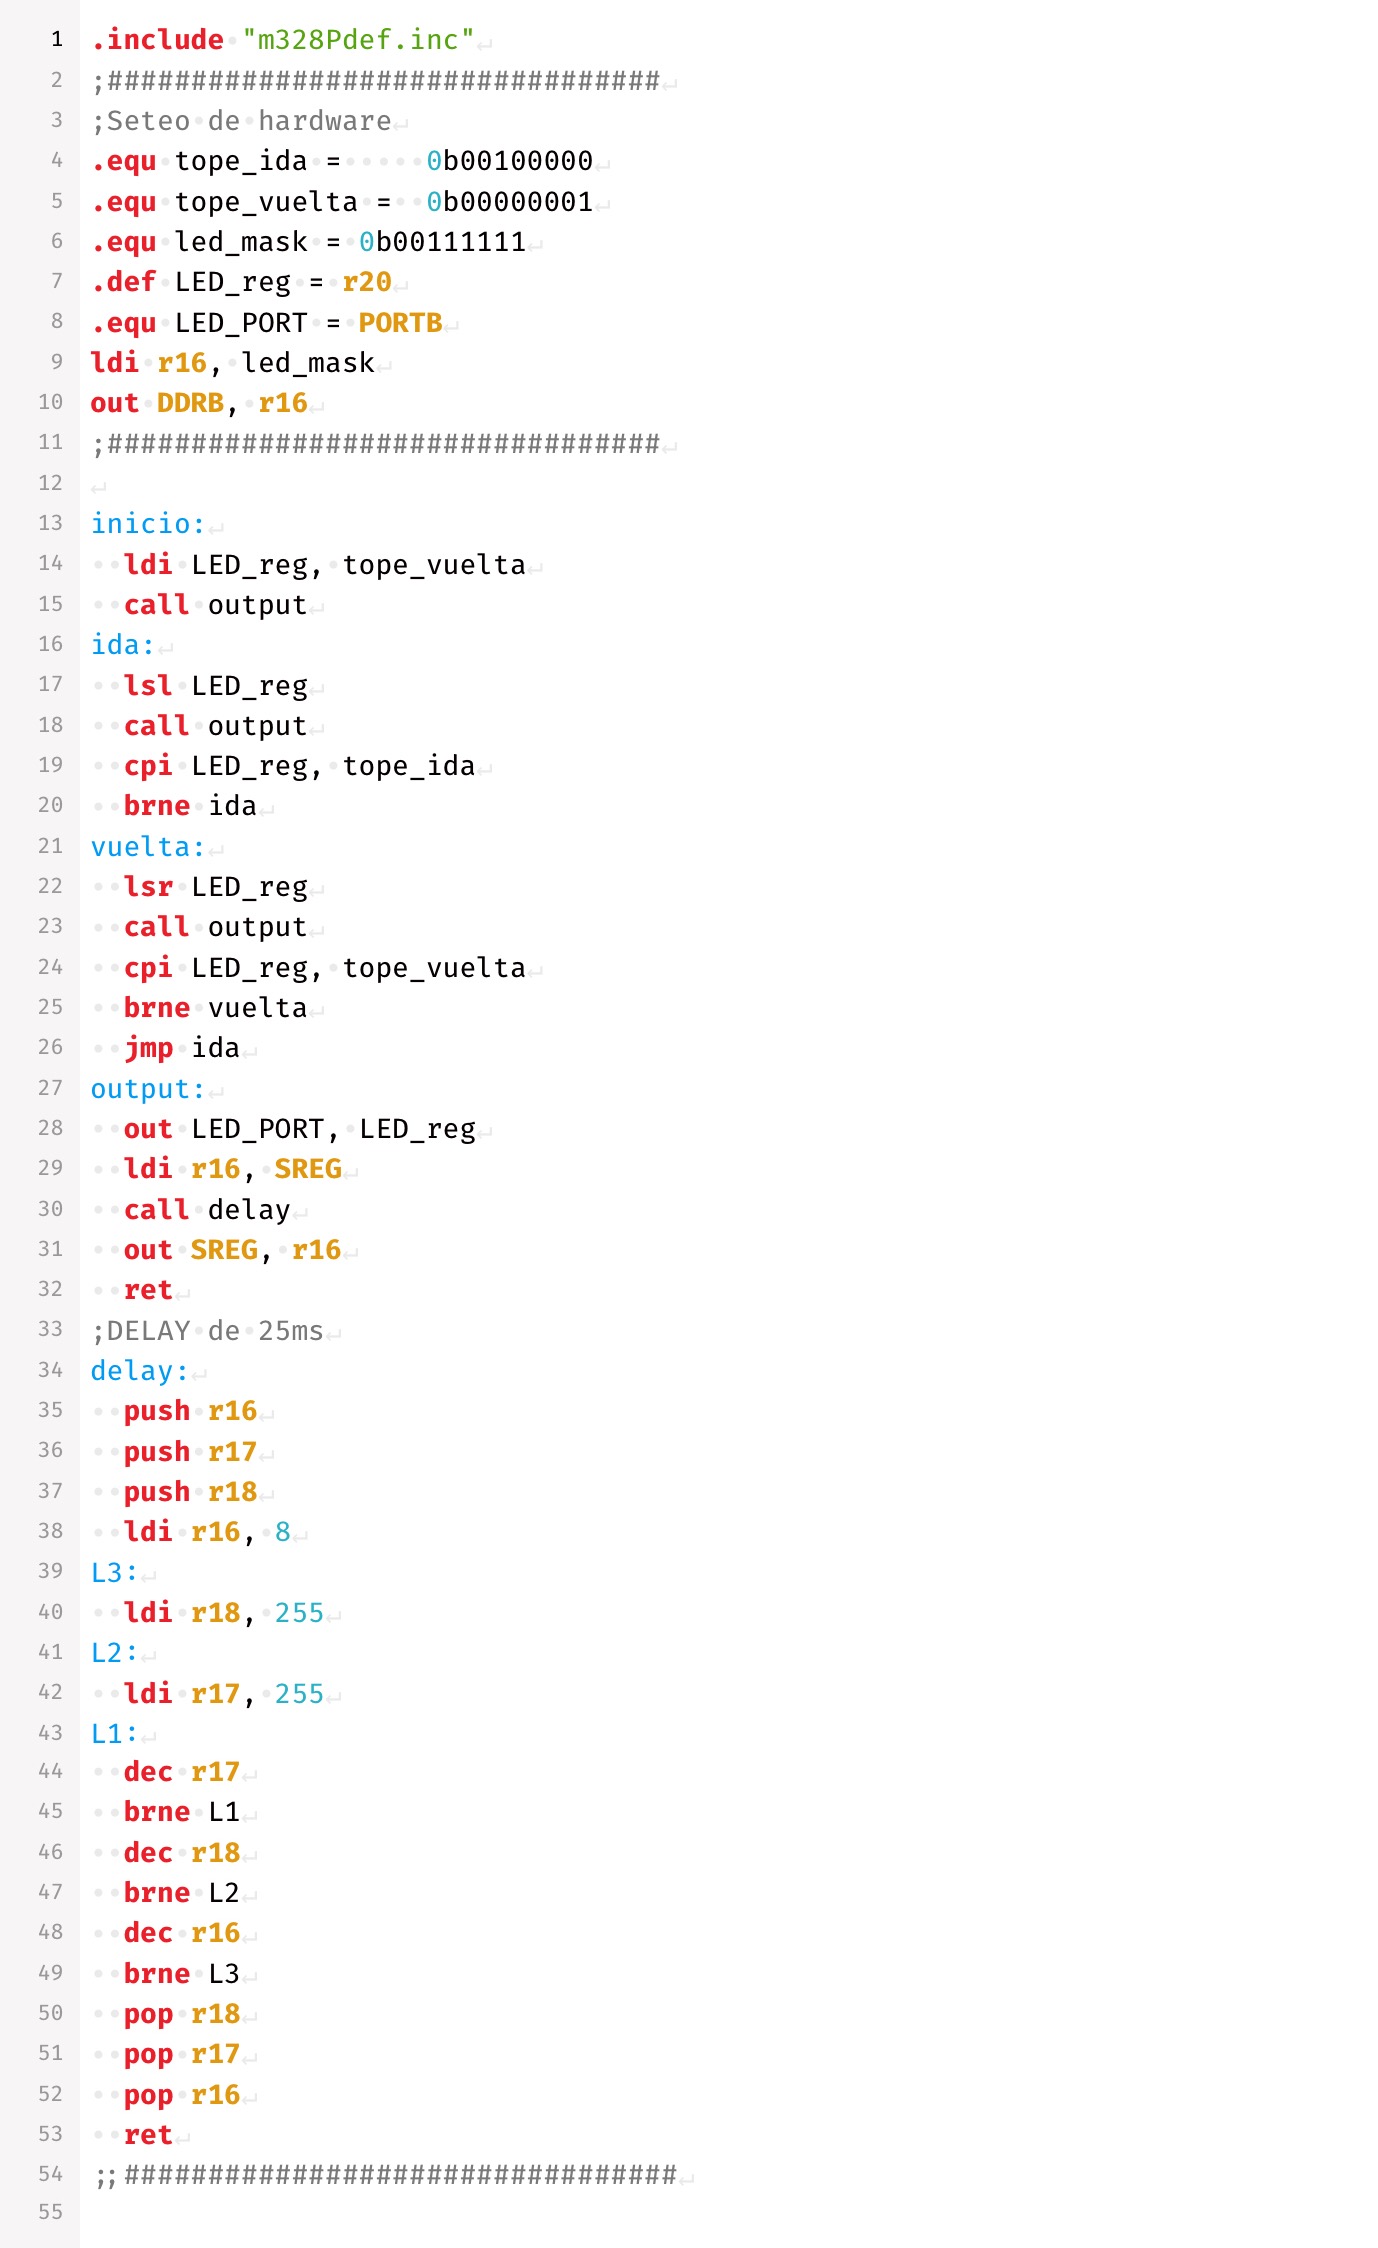 1 .include "m328Pdef.inc"
2 ;#################################
3 ;Seteo de hardware
4 .equ tope_ida =     0b00100000
5 .equ tope_vuelta =  0b00000001
6 .equ led_mask = 0b00111111
7 .def LED_reg = r20
8 .equ LED_PORT = PORTB
9 ldi r16, led_mask
10 out DDRB, r16
11 ;#################################
12
13 inicio:
14   ldi LED_reg, tope_vuelta
15   call output
16 ida:
17   lsl LED_reg
18   call output
19   cpi LED_reg, tope_ida
20   brne ida
21 vuelta:
22   lsr LED_reg
23   call output
24   cpi LED_reg, tope_vuelta
25   brne vuelta
26   jmp ida
27 output:
28   out LED_PORT, LED_reg
29   ldi r16, SREG
30   call delay
31   out SREG, r16
32   ret
33 ;DELAY de 25ms
34 delay:
35   push r16
36   push r17
37   push r18
38   ldi r16, 8
39 L3:
40   ldi r18, 255
41 L2:
42   ldi r17, 255
43 L1:
44   dec r17
45   brne L1
46   dec r18
47   brne L2
48   dec r16
49   brne L3
50   pop r18
51   pop r17
52   pop r16
53   ret
54 ;;#################################
55